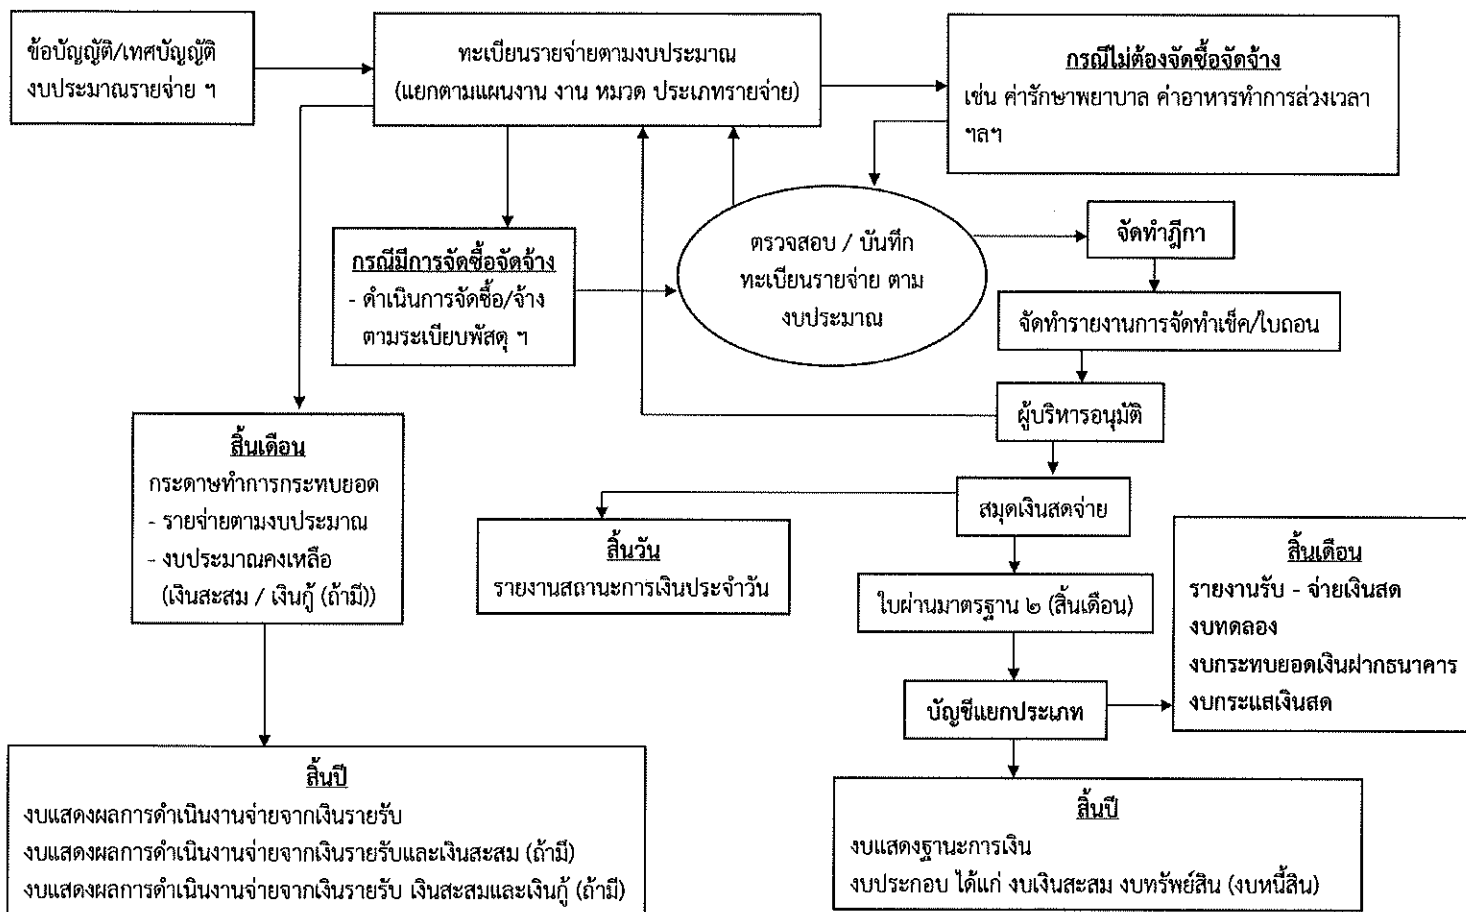 ข้อบัญญัติ/เทศบัญญัติ
งบประมาณรายจ่าย ฯ
ทะเบียนรายจ่ายตามงบประมาณ
(แยกตามแผนงาน งาน หมวด ประเภทรายจ่าย)
กรณีไม่ต้องจัดซื้อจัดจ้าง
เช่น ค่ารักษาพยาบาล ค่าอาหารทำการล่วงเวลา
ฯลฯ
กรณีมีการจัดซื้อจัดจ้าง
- ดำเนินการจัดซื้อ/จ้าง
ตามระเบียบพัสดุ ฯ
ตรวจสอบ / บันทึก
ทะเบียนรายจ่าย ตาม
งบประมาณ
จัดทำฎีกา
จัดทำรายงานการจัดทำเช็ค/ใบถอน
ผู้บริหารอนุมัติ
สมุดเงินสดจ่าย
สิ้นวัน
รายงานสถานะการเงินประจำวัน
ใบผ่านมาตรฐาน ๒ (สิ้นเดือน)
บัญชีแยกประเภท
สิ้นเดือน
รายงานรับ - จ่ายเงินสด
งบทดลอง
งบกระทบยอดเงินฝากธนาคาร
งบกระแสเงินสด
สิ้นเดือน
กระดาษทำการกระทบยอด
- รายจ่ายตามงบประมาณ
- งบประมาณคงเหลือ
(เงินสะสม / เงินกู้ (ถ้ามี))
สิ้นปี
งบแสดงผลการดำเนินงานจ่ายจากเงินรายรับ
งบแสดงผลการดำเนินงานจ่ายจากเงินรายรับและเงินสะสม (ถ้ามี)
งบแสดงผลการดำเนินงานจ่ายจากเงินรายรับ เงินสะสมและเงินกู้ (ถ้ามี)
สิ้นปี
งบแสดงฐานะการเงิน
งบประกอบ ได้แก่ งบเงินสะสม งบทรัพย์สิน (งบหนี้สิน)